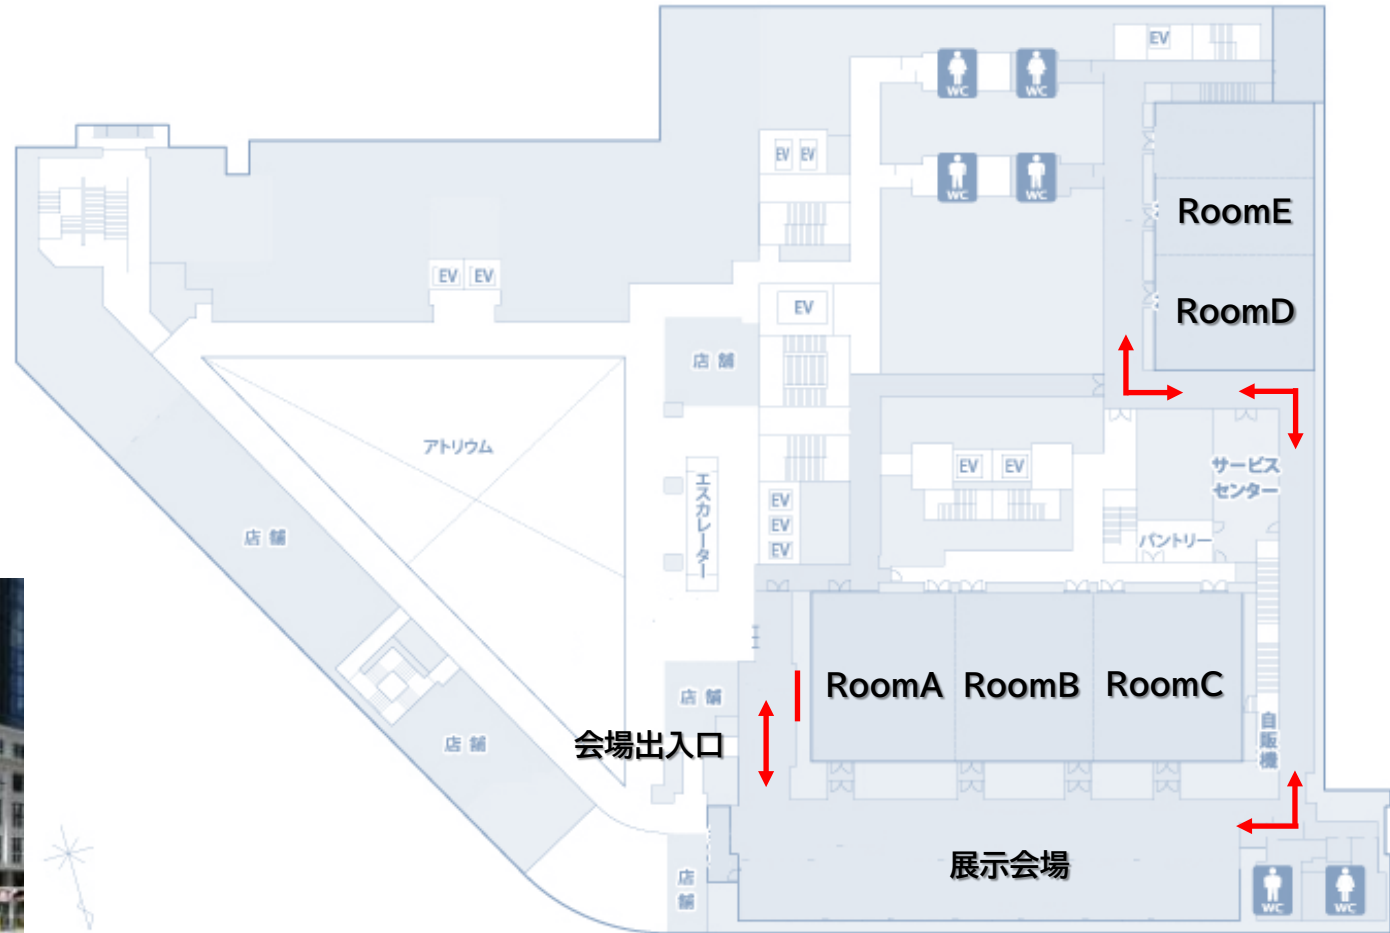 EV
WC
WC
EV EV
WC
WC
RoomE
EV EV
EV
RoomD
店舗
アトリウム
EV EV
サービス
センター
エスカレーター
EV
EV
EV
店舗
パントリー
RoomA
RoomB
RoomC
店舗
自販機
会場出入口
店舗
展示会場
店舗
WC
WC